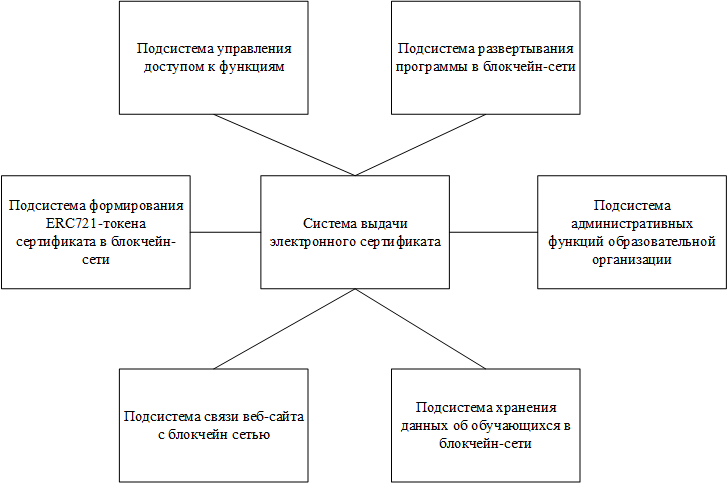 Подсистема управления
доступом к функциям
Подсистема развертывания
программы в блокчейн-сети
Подсистема формирования
ERC721-токена
сертификата в блокчейн-
сети
Система выдачи
электронного сертификата
Подсистема
административных
функций образовательной
организации
Подсистема связи веб-сайта
с блокчейн сетью
Подсистема хранения
данных об обучающихся в
блокчейн-сети